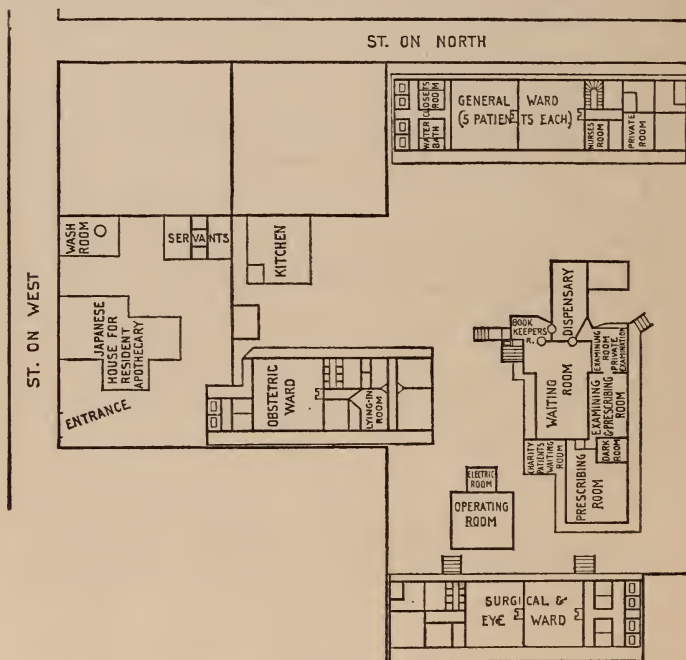 ST. ON NORTH
ST. ON WEST
WATER CLOSETS
BATH ROOM
GENERAL WARD
(5 PATIENTS EACH)
NURSES
ROOM
PRIVATE
ROOM
WASH
ROOM
SERVANTS
KITCHEN
JAPANESE
HOUSE FOR
RESIDENT
APOTHECARY
ENTRANCE
OBSTETRIC
WARD
LYING-IN
ROOM
BOOK
KEEPERS
R.
DISPENSARY
WAITING
ROOM
EXAMINING
ROOM
PRIVATE
EXAMINATION
EXAMINING
& PRESCRIBING
ROOM
DARK
ROOM
CHARITY
PATIENTS
WAITING
ROOM
PRESCRIBING
ROOM
ELECTRIC
ROOM
OPERATING
ROOM
SURGICAL &
EYE WARD